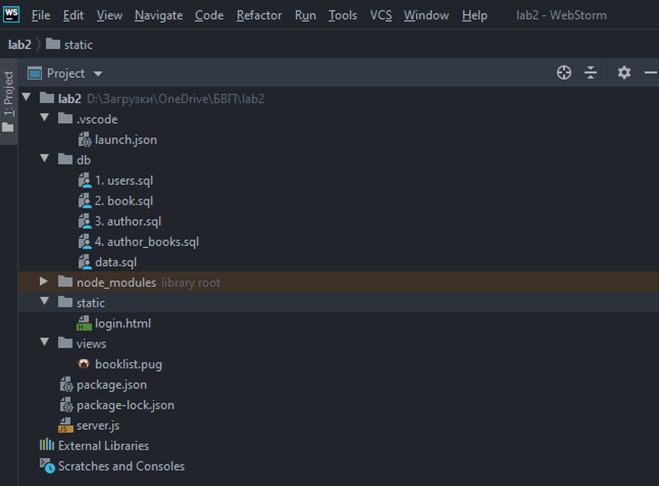 WS File Edit View Navigate Code Refactor Run Tools VCS Window Help lab2 - WebStorm
lab2 static
1: Project
Project
lab2 D:\Загрузки\OneDrive\БВП\lab2
.vscode
launch.json
db
1. users.sql
2. book.sql
3. author.sql
4. author_books.sql
data.sql
node_modules library root
static
H login.html
views
booklist.pug
package.json
package-lock.json
JS server.js
External Libraries
Scratches and Consoles